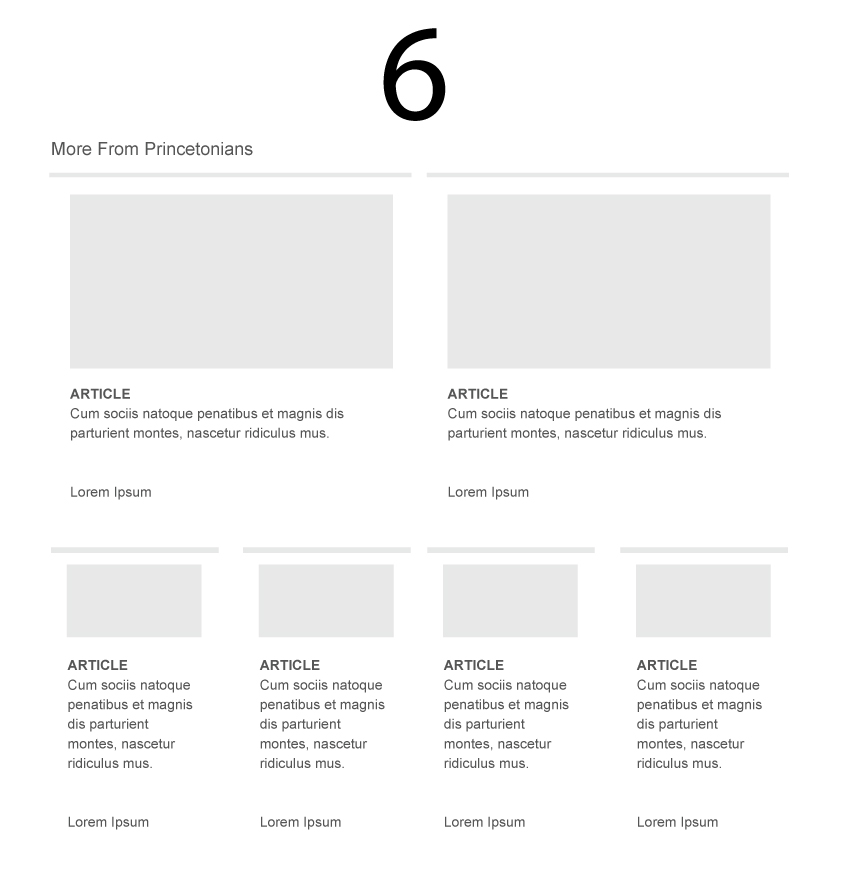 6
More From Princetonians
ARTICLE
Cum sociis natoque penatibus et magnis dis
parturient montes, nascetur ridiculus mus.
Lorem Ipsum
ARTICLE
Cum sociis natoque penatibus et magnis dis
parturient montes, nascetur ridiculus mus.
Lorem Ipsum
ARTICLE
Cum sociis natoque
penatibus et magnis
dis parturient
montes, nascetur
ridiculus mus.
Lorem Ipsum
ARTICLE
Cum sociis natoque
penatibus et magnis
dis parturient
montes, nascetur
ridiculus mus.
Lorem Ipsum
ARTICLE
Cum sociis natoque
penatibus et magnis
dis parturient
montes, nascetur
ridiculus mus.
Lorem Ipsum
ARTICLE
Cum sociis natoque
penatibus et magnis
dis parturient
montes, nascetur
ridiculus mus.
Lorem Ipsum